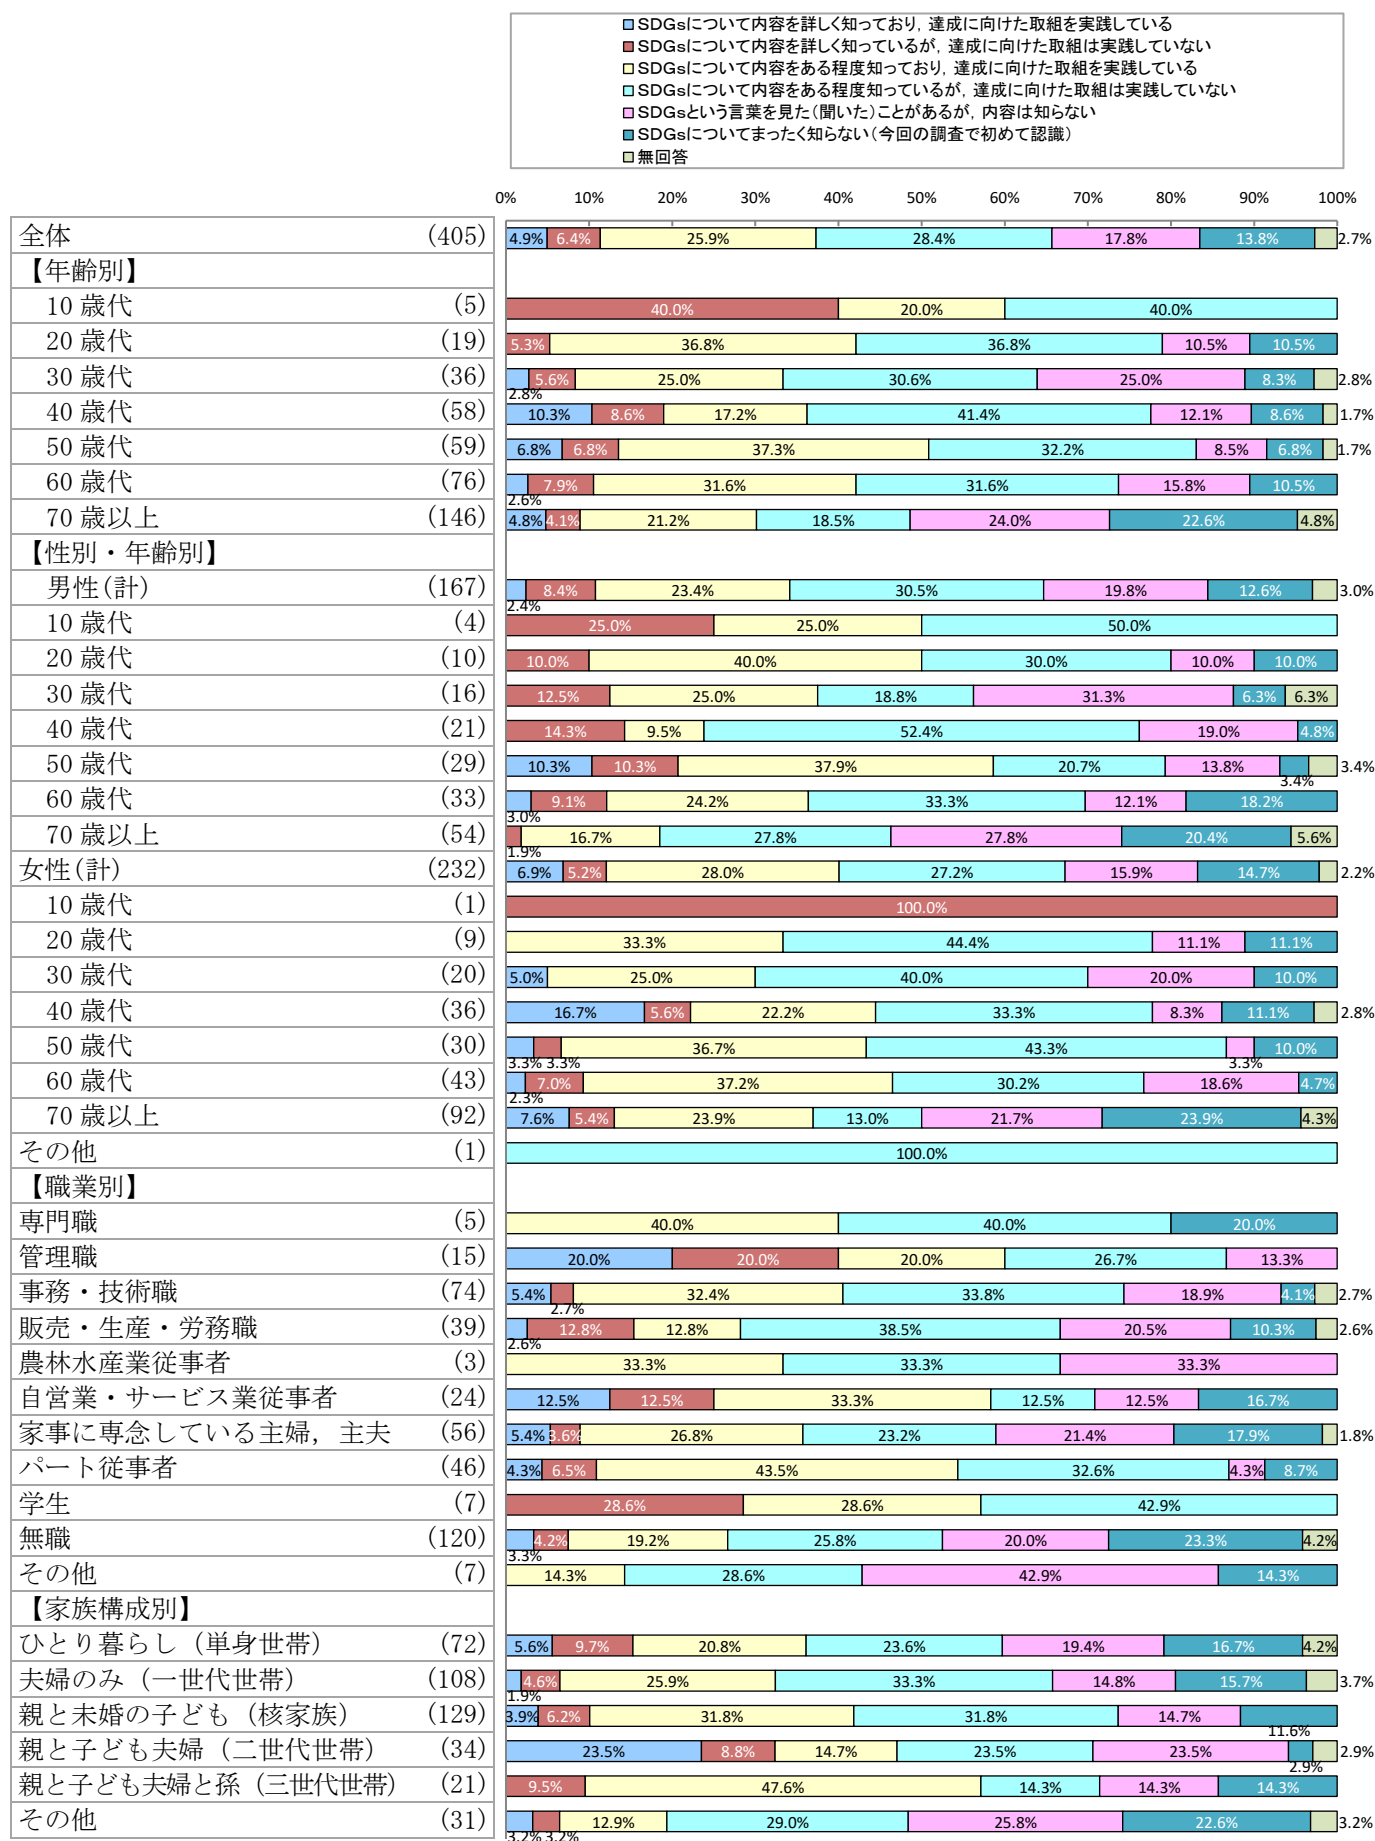 SDGsについて内容を詳しく知っており，達成に向けた取組を実践している
SDGsについて内容を詳しく知っているが，達成に向けた取組は実践していない
SDGsについて内容をある程度知っており，達成に向けた取組を実践している
SDGsについて内容をある程度知っているが，達成に向けた取組は実践していない
SDGsという言葉を見た（聞いた）ことがあるが，内容は知らない
SDGsについてまったく知らない（今回の調査で初めて認識）
無回答
0% 10% 20% 30% 40% 50% 60% 70% 80% 90% 100%
全体 (405) 4.9% 6.4% 25.9% 28.4% 17.8% 13.8% 2.7%
【年齢別】
10歳代 (5) 40.0% 20.0% 40.0%
20歳代 (19) 5.3% 36.8% 36.8% 10.5% 10.5%
30歳代 (36) 2.8% 5.6% 25.0% 30.6% 25.0% 8.3% 2.8%
40歳代 (58) 10.3% 8.6% 17.2% 41.4% 12.1% 8.6% 1.7%
50歳代 (59) 6.8% 6.8% 37.3% 32.2% 8.5% 6.8% 1.7%
60歳代 (76) 2.6% 7.9% 31.6% 31.6% 15.8% 10.5%
70歳以上 (146) 4.8% 4.1% 21.2% 18.5% 24.0% 22.6% 4.8%
【性別・年齢別】
男性(計) (167) 2.4% 8.4% 23.4% 30.5% 19.8% 12.6% 3.0%
10歳代 (4) 25.0% 25.0% 50.0%
20歳代 (10) 10.0% 40.0% 30.0% 10.0% 10.0%
30歳代 (16) 12.5% 25.0% 18.8% 31.3% 6.3% 6.3%
40歳代 (21) 14.3% 9.5% 52.4% 19.0% 4.8%
50歳代 (29) 10.3% 10.3% 37.9% 20.7% 13.8% 3.4% 3.4%
60歳代 (33) 3.0% 9.1% 24.2% 33.3% 12.1% 18.2%
70歳以上 (54) 1.9% 16.7% 27.8% 27.8% 20.4% 5.6%
女性(計) (232) 6.9% 5.2% 28.0% 27.2% 15.9% 14.7% 2.2%
10歳代 (1) 100.0%
20歳代 (9) 33.3% 44.4% 11.1% 11.1%
30歳代 (20) 5.0% 25.0% 40.0% 20.0% 10.0%
40歳代 (36) 16.7% 5.6% 22.2% 33.3% 8.3% 11.1% 2.8%
50歳代 (30) 3.3% 3.3% 36.7% 43.3% 3.3% 10.0%
60歳代 (43) 2.3% 7.0% 37.2% 30.2% 18.6% 4.7%
70歳以上 (92) 7.6% 5.4% 23.9% 13.0% 21.7% 23.9% 4.3%
その他 (1) 100.0%
【職業別】
専門職 (5) 40.0% 40.0% 20.0%
管理職 (15) 20.0% 20.0% 20.0% 26.7% 13.3%
事務・技術職 (74) 5.4% 2.7% 32.4% 33.8% 18.9% 4.1% 2.7%
販売・生産・労務職 (39) 2.6% 12.8% 12.8% 38.5% 20.5% 10.3% 2.6%
農林水産業従事者 (3) 33.3% 33.3% 33.3%
自営業・サービス業従事者 (24) 12.5% 12.5% 33.3% 12.5% 12.5% 16.7%
家事に専念している主婦，主夫 (56) 5.4% 3.6% 26.8% 23.2% 21.4% 17.9% 1.8%
パート従事者 (46) 4.3% 6.5% 43.5% 32.6% 4.3% 8.7%
学生 (7) 28.6% 28.6% 42.9%
無職 (120) 3.3% 4.2% 19.2% 25.8% 20.0% 23.3% 4.2%
その他 (7) 14.3% 28.6% 42.9% 14.3%
【家族構成別】
ひとり暮らし（単身世帯） (72) 5.6% 9.7% 20.8% 23.6% 19.4% 16.7% 4.2%
夫婦のみ（一世代世帯） (108) 1.9% 4.6% 25.9% 33.3% 14.8% 15.7% 3.7%
親と未婚の子ども（核家族） (129) 3.9% 6.2% 31.8% 31.8% 14.7% 11.6%
親と子ども夫婦（二世代世帯） (34) 23.5% 8.8% 14.7% 23.5% 23.5% 2.9% 2.9%
親と子ども夫婦と孫（三世代世帯） (21) 9.5% 47.6% 14.3% 14.3% 14.3%
その他 (31) 3.2% 3.2% 12.9% 29.0% 25.8% 22.6% 3.2%